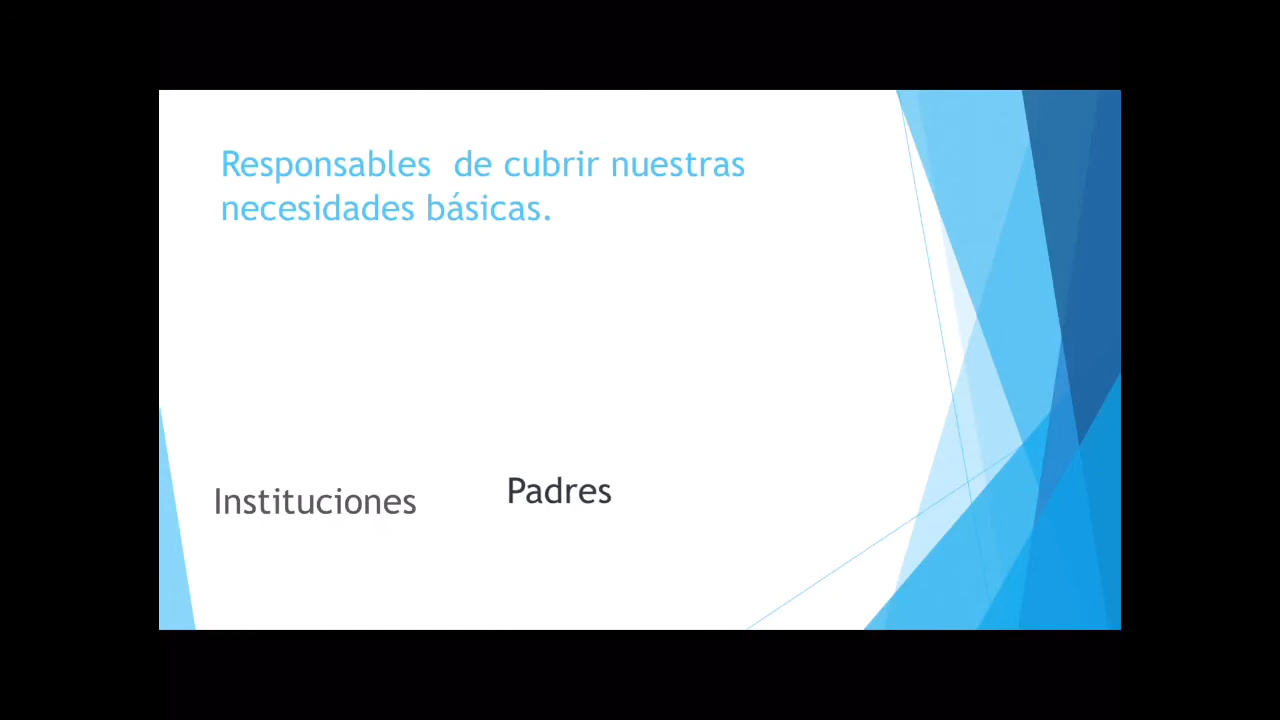 Responsables de cubrir nuestras
necesidades básicas.
Instituciones
Padres